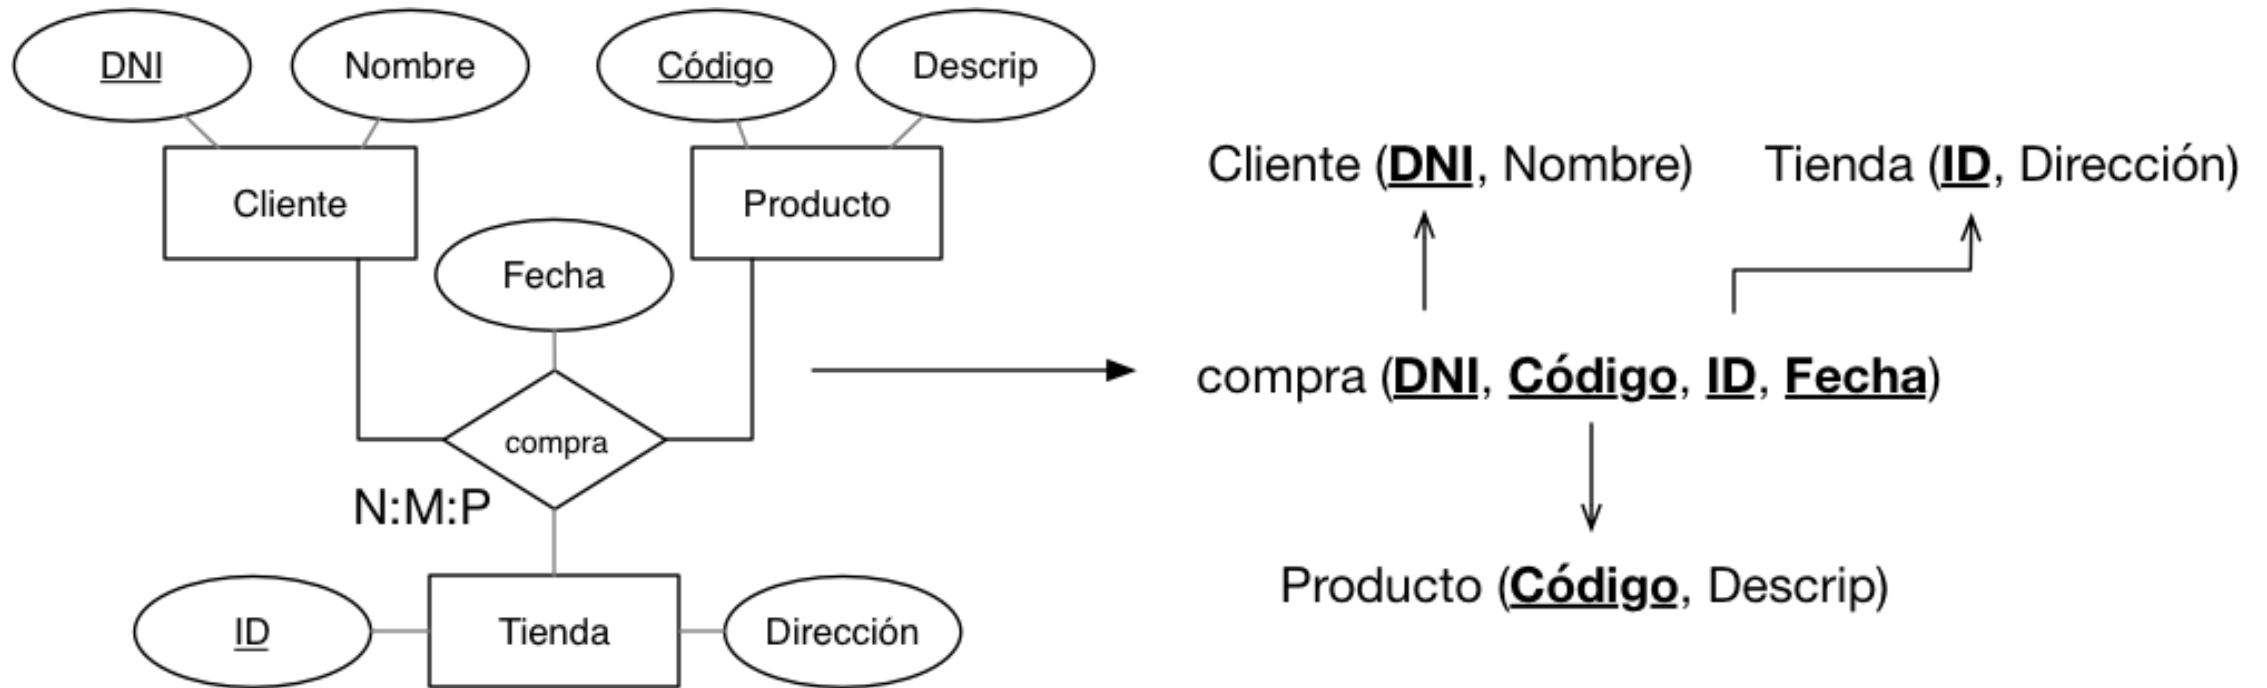 DNI
Nombre
Código
Descrip
Cliente
Producto
Fecha
compra
N:M:P
ID
Tienda
Dirección
Cliente (DNI, Nombre)
Tienda (ID, Dirección)
compra (DNI, Código, ID, Fecha)
Producto (Código, Descrip)